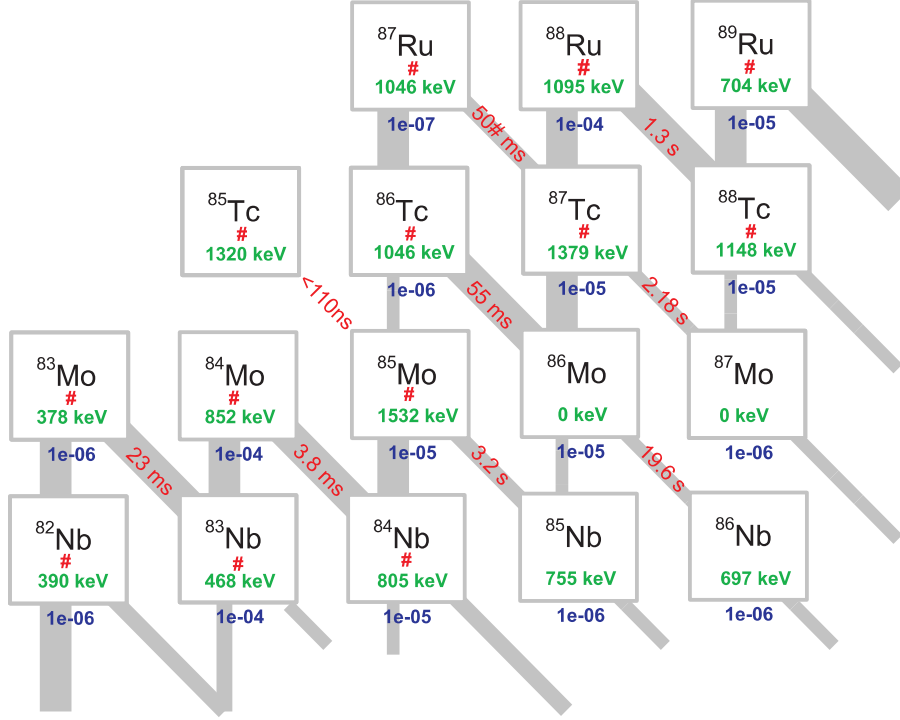 87Ru
#
1046 keV
88Ru
#
1095 keV
89Ru
#
704 keV
1e-07
50# ms
1e-04
1.3 s
1e-05
85Tc
#
1320 keV
86Tc
#
1046 keV
87Tc
#
1379 keV
88Tc
#
1148 keV
<110ns
1e-06
55 ms
1e-05
2.18 s
1e-05
83Mo
#
378 keV
84Mo
#
852 keV
85Mo
#
1532 keV
86Mo
0 keV
87Mo
0 keV
1e-06
23 ms
1e-04
3.8 ms
1e-05
3.2 s
1e-05
19.6 s
1e-06
82Nb
#
390 keV
83Nb
#
468 keV
84Nb
#
805 keV
85Nb
755 keV
86Nb
697 keV
1e-06
1e-04
1e-05
1e-06
1e-06